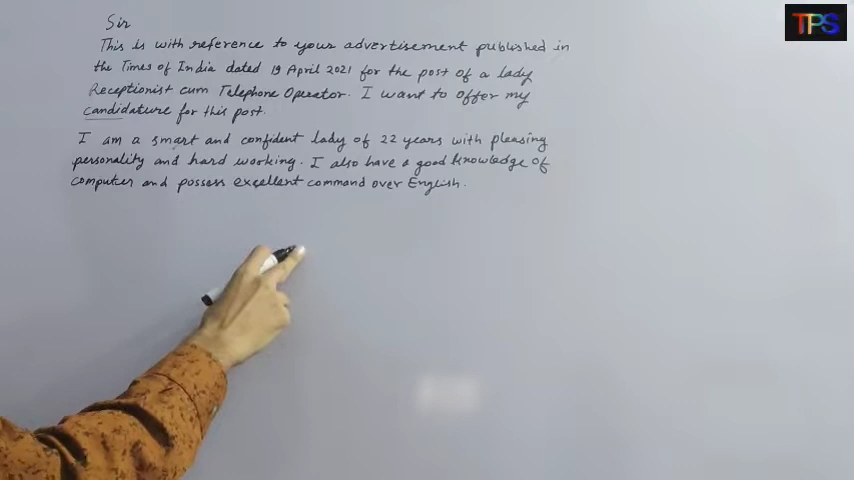 TPS
Sir
This is with reference to your advertisement published in
the Times of India dated 19 April 2021 for the post of a lady
Receptionist cum Telephone Operator. I want to offer my
candidature for this post.
I am a smart and confident lady of 22 years with pleasing
personality and hard working. I also have a good knowledge of
computer and possess excellent command over English.